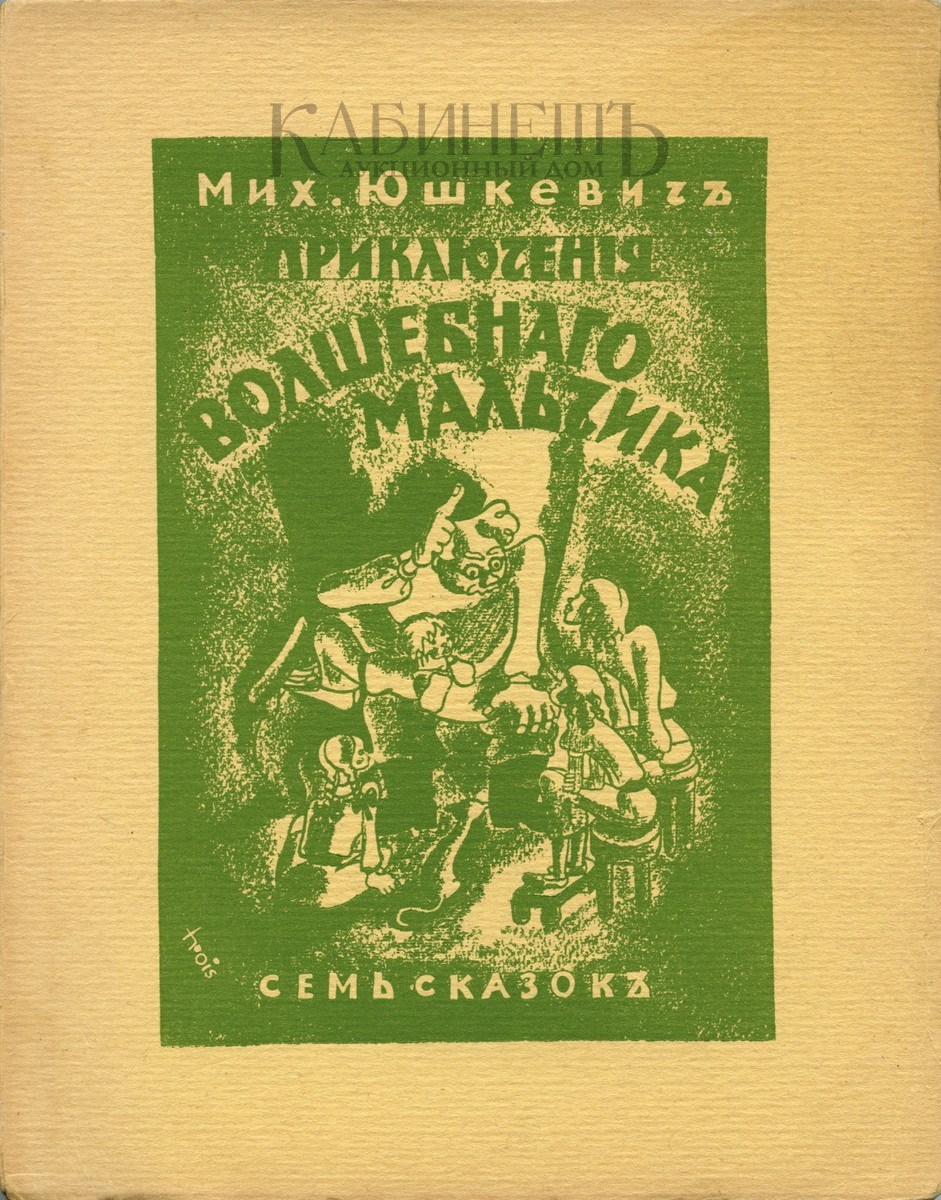 КАБИНЕТЪ
АУКЦИОННЫЙ ДОМ
МИХ. ЮШКЕВИЧЪ
ПРИКЛЮЧЕНІЯ
ВОЛШЕБНАГО
МАЛЬЧИКА
СЕМЬ СКАЗОКЪ